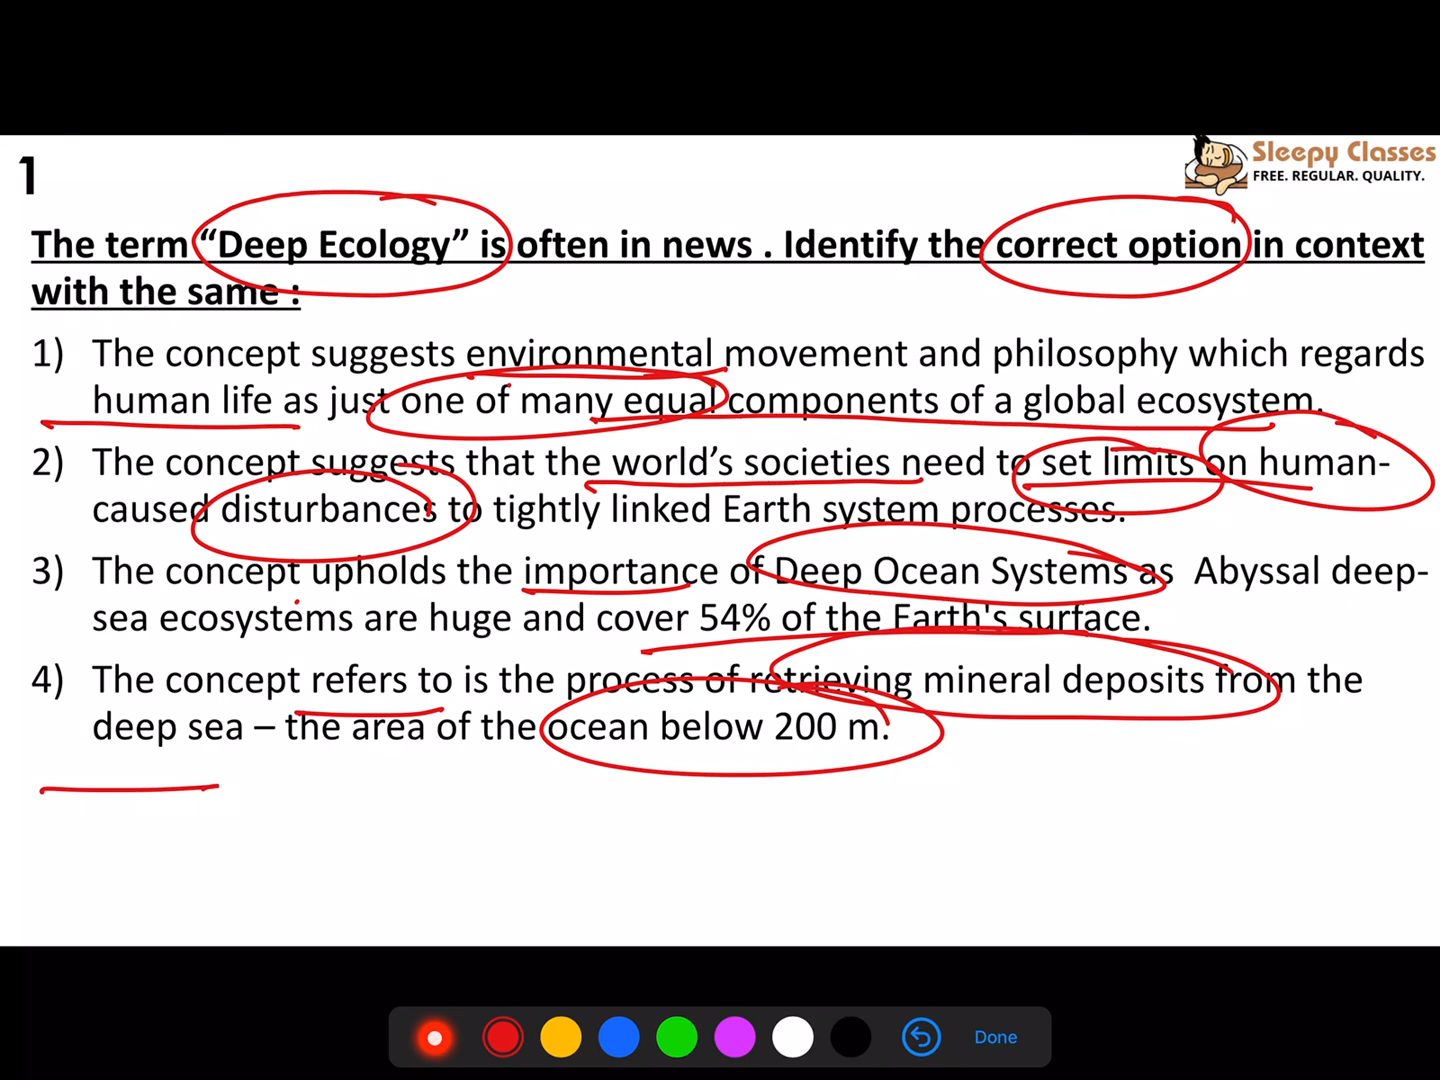 Sleepy Classes
FREE. REGULAR. QUALITY.
1
The term “Deep Ecology” is often in news . Identify the correct option in context
with the same :
1) The concept suggests environmental movement and philosophy which regards
human life as just one of many equal components of a global ecosystem.
2) The concept suggests that the world’s societies need to set limits on human-
caused disturbances to tightly linked Earth system processes.
3) The concept upholds the importance of Deep Ocean Systems as Abyssal deep-
sea ecosystems are huge and cover 54% of the Earth's surface.
4) The concept refers to is the process of retrieving mineral deposits from the
deep sea – the area of the ocean below 200 m.
Done